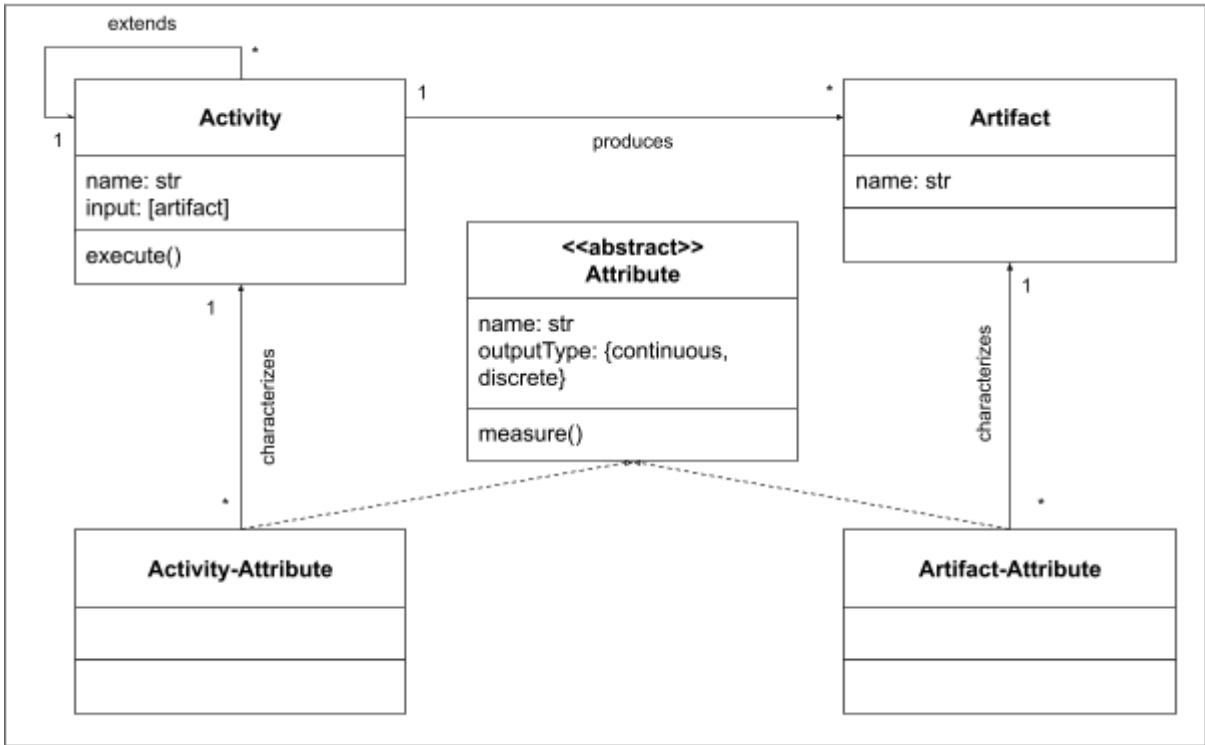 extends
*
1
Activity
name: str
input: [artifact]
execute()
1
*
produces
Artifact
name: str
<<abstract>>
Attribute
name: str
outputType: {continuous,
discrete}
measure()
1
characterizes
*
1
characterizes
*
Activity-Attribute
Artifact-Attribute